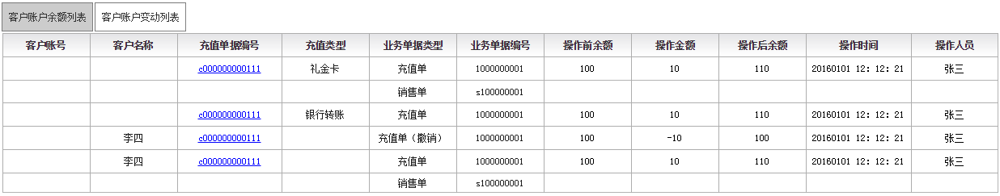 客户账户余额列表 客户账户变动列表
客户账号 客户名称 充值单据编号 充值类型 业务单据类型 业务单据编号 操作前余额 操作金额 操作后余额 操作时间 操作人员
c000000000111 礼金卡 充值单 1000000001 100 10 110 20160101 12：12：21 张三
销售单 s100000001
c000000000111 银行转账 充值单 1000000001 100 10 110 20160101 12：12：21 张三
李四 c000000000111 充值单（撤销） 1000000001 100 -10 100 20160101 12：12：21 张三
李四 c000000000111 充值单 1000000001 100 10 110 20160101 12：12：21 张三
销售单 s100000001